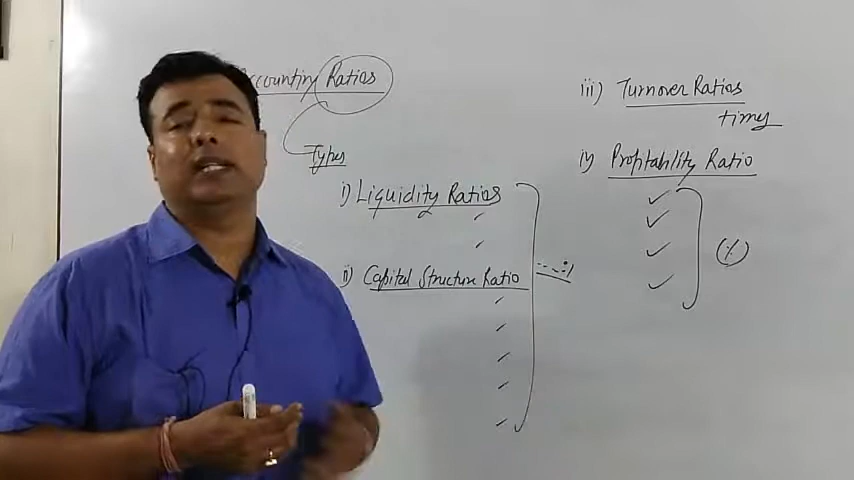 Accounting Ratios
Types
i) Liquidity Ratios
ii) Capital Structure Ratio
iii) Turnover Ratios
times
iv) Profitability Ratio
(%)